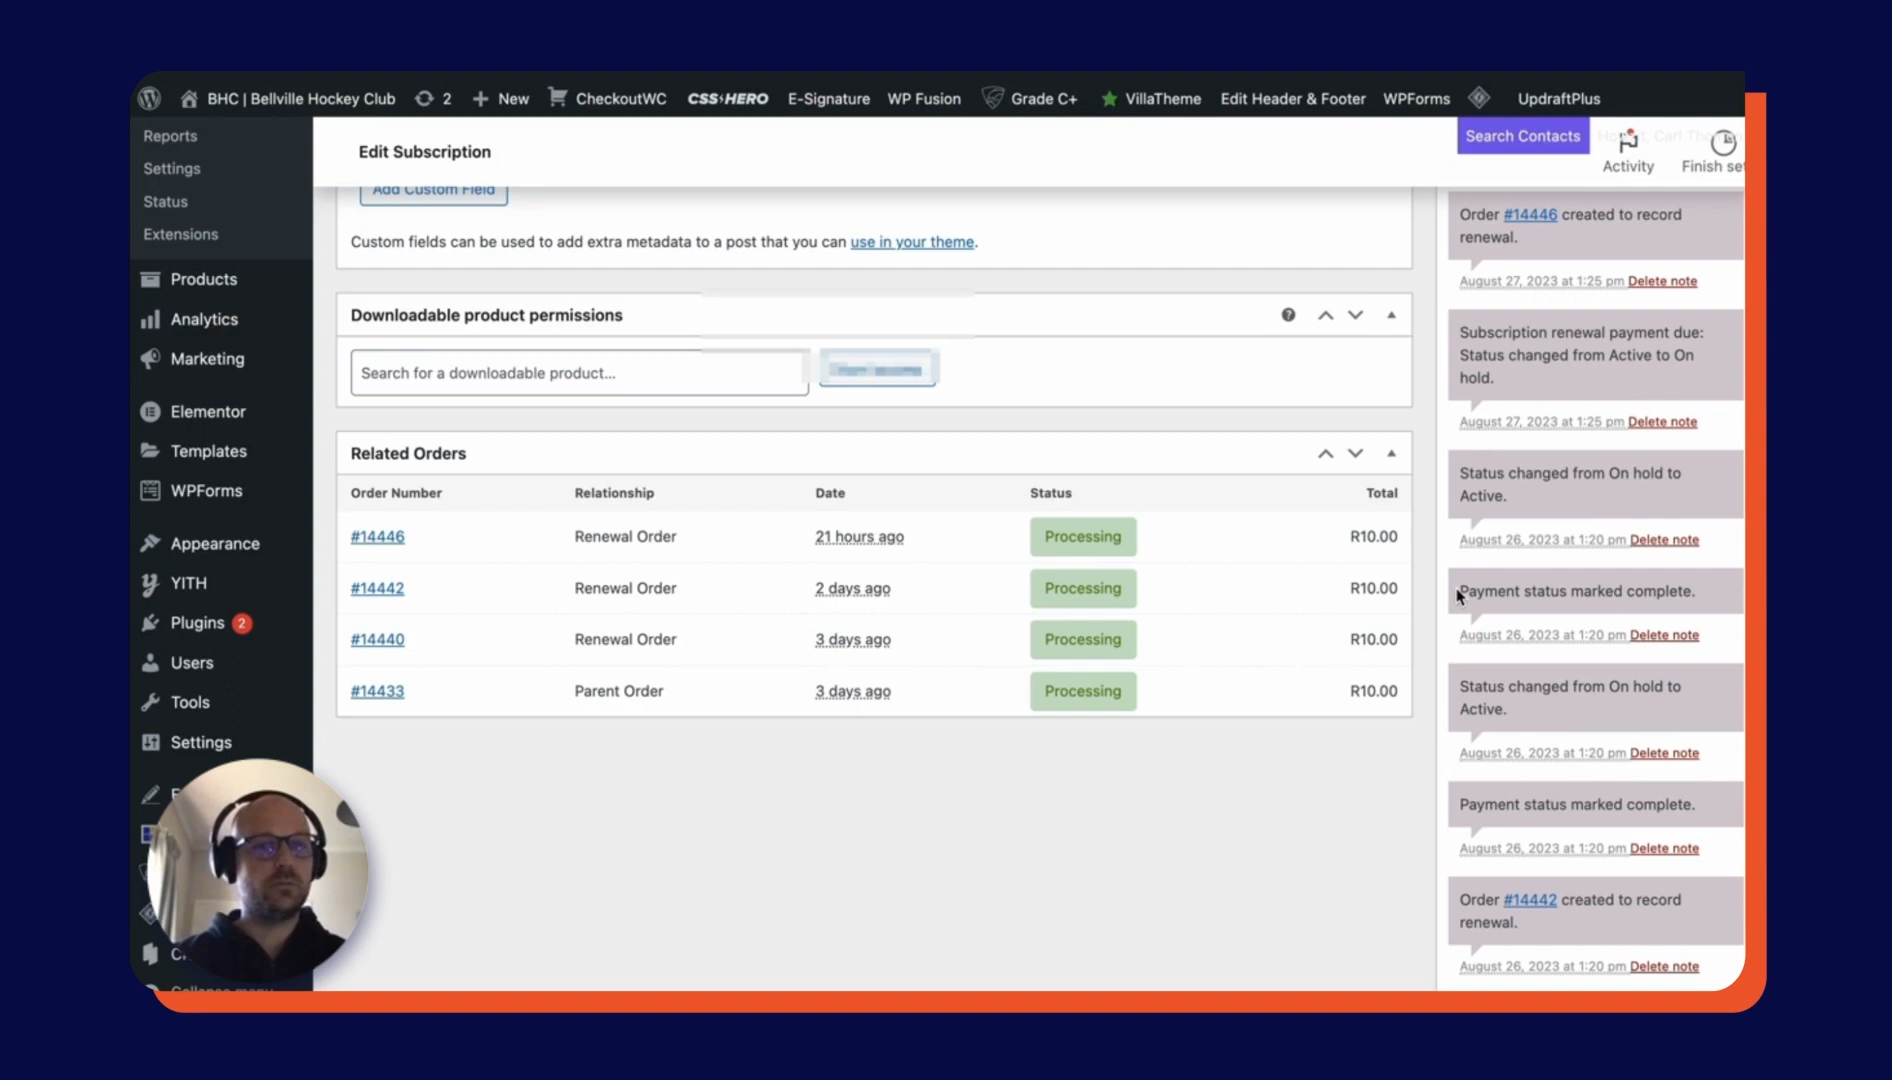 BHC | Bellville Hockey Club 2 New CheckoutWC CSS HERO E-Signature WP Fusion Grade C+ VillaTheme Edit Header & Footer WPForms UpdraftPlus
Reports
Settings
Status
Extensions
Products
Analytics
Marketing
Elementor
Templates
WPForms
Appearance
YITH
Plugins 2
Users
Tools
Settings
Edit Subscription
Search Contacts
Activity
Finish set
Add Custom Field
Custom fields can be used to add extra metadata to a post that you can use in your theme.
Downloadable product permissions
Search for a downloadable product...
Related Orders
Order Number Relationship Date Status Total
#14446 Renewal Order 21 hours ago Processing R10.00
#14442 Renewal Order 2 days ago Processing R10.00
#14440 Renewal Order 3 days ago Processing R10.00
#14433 Parent Order 3 days ago Processing R10.00
Order #14446 created to record
renewal.
August 27, 2023 at 1:25 pm Delete note
Subscription renewal payment due:
Status changed from Active to On
hold.
August 27, 2023 at 1:25 pm Delete note
Status changed from On hold to
Active.
August 26, 2023 at 1:20 pm Delete note
Payment status marked complete.
August 26, 2023 at 1:20 pm Delete note
Status changed from On hold to
Active.
August 26, 2023 at 1:20 pm Delete note
Payment status marked complete.
August 26, 2023 at 1:20 pm Delete note
Order #14442 created to record
renewal.
August 26, 2023 at 1:20 pm Delete note